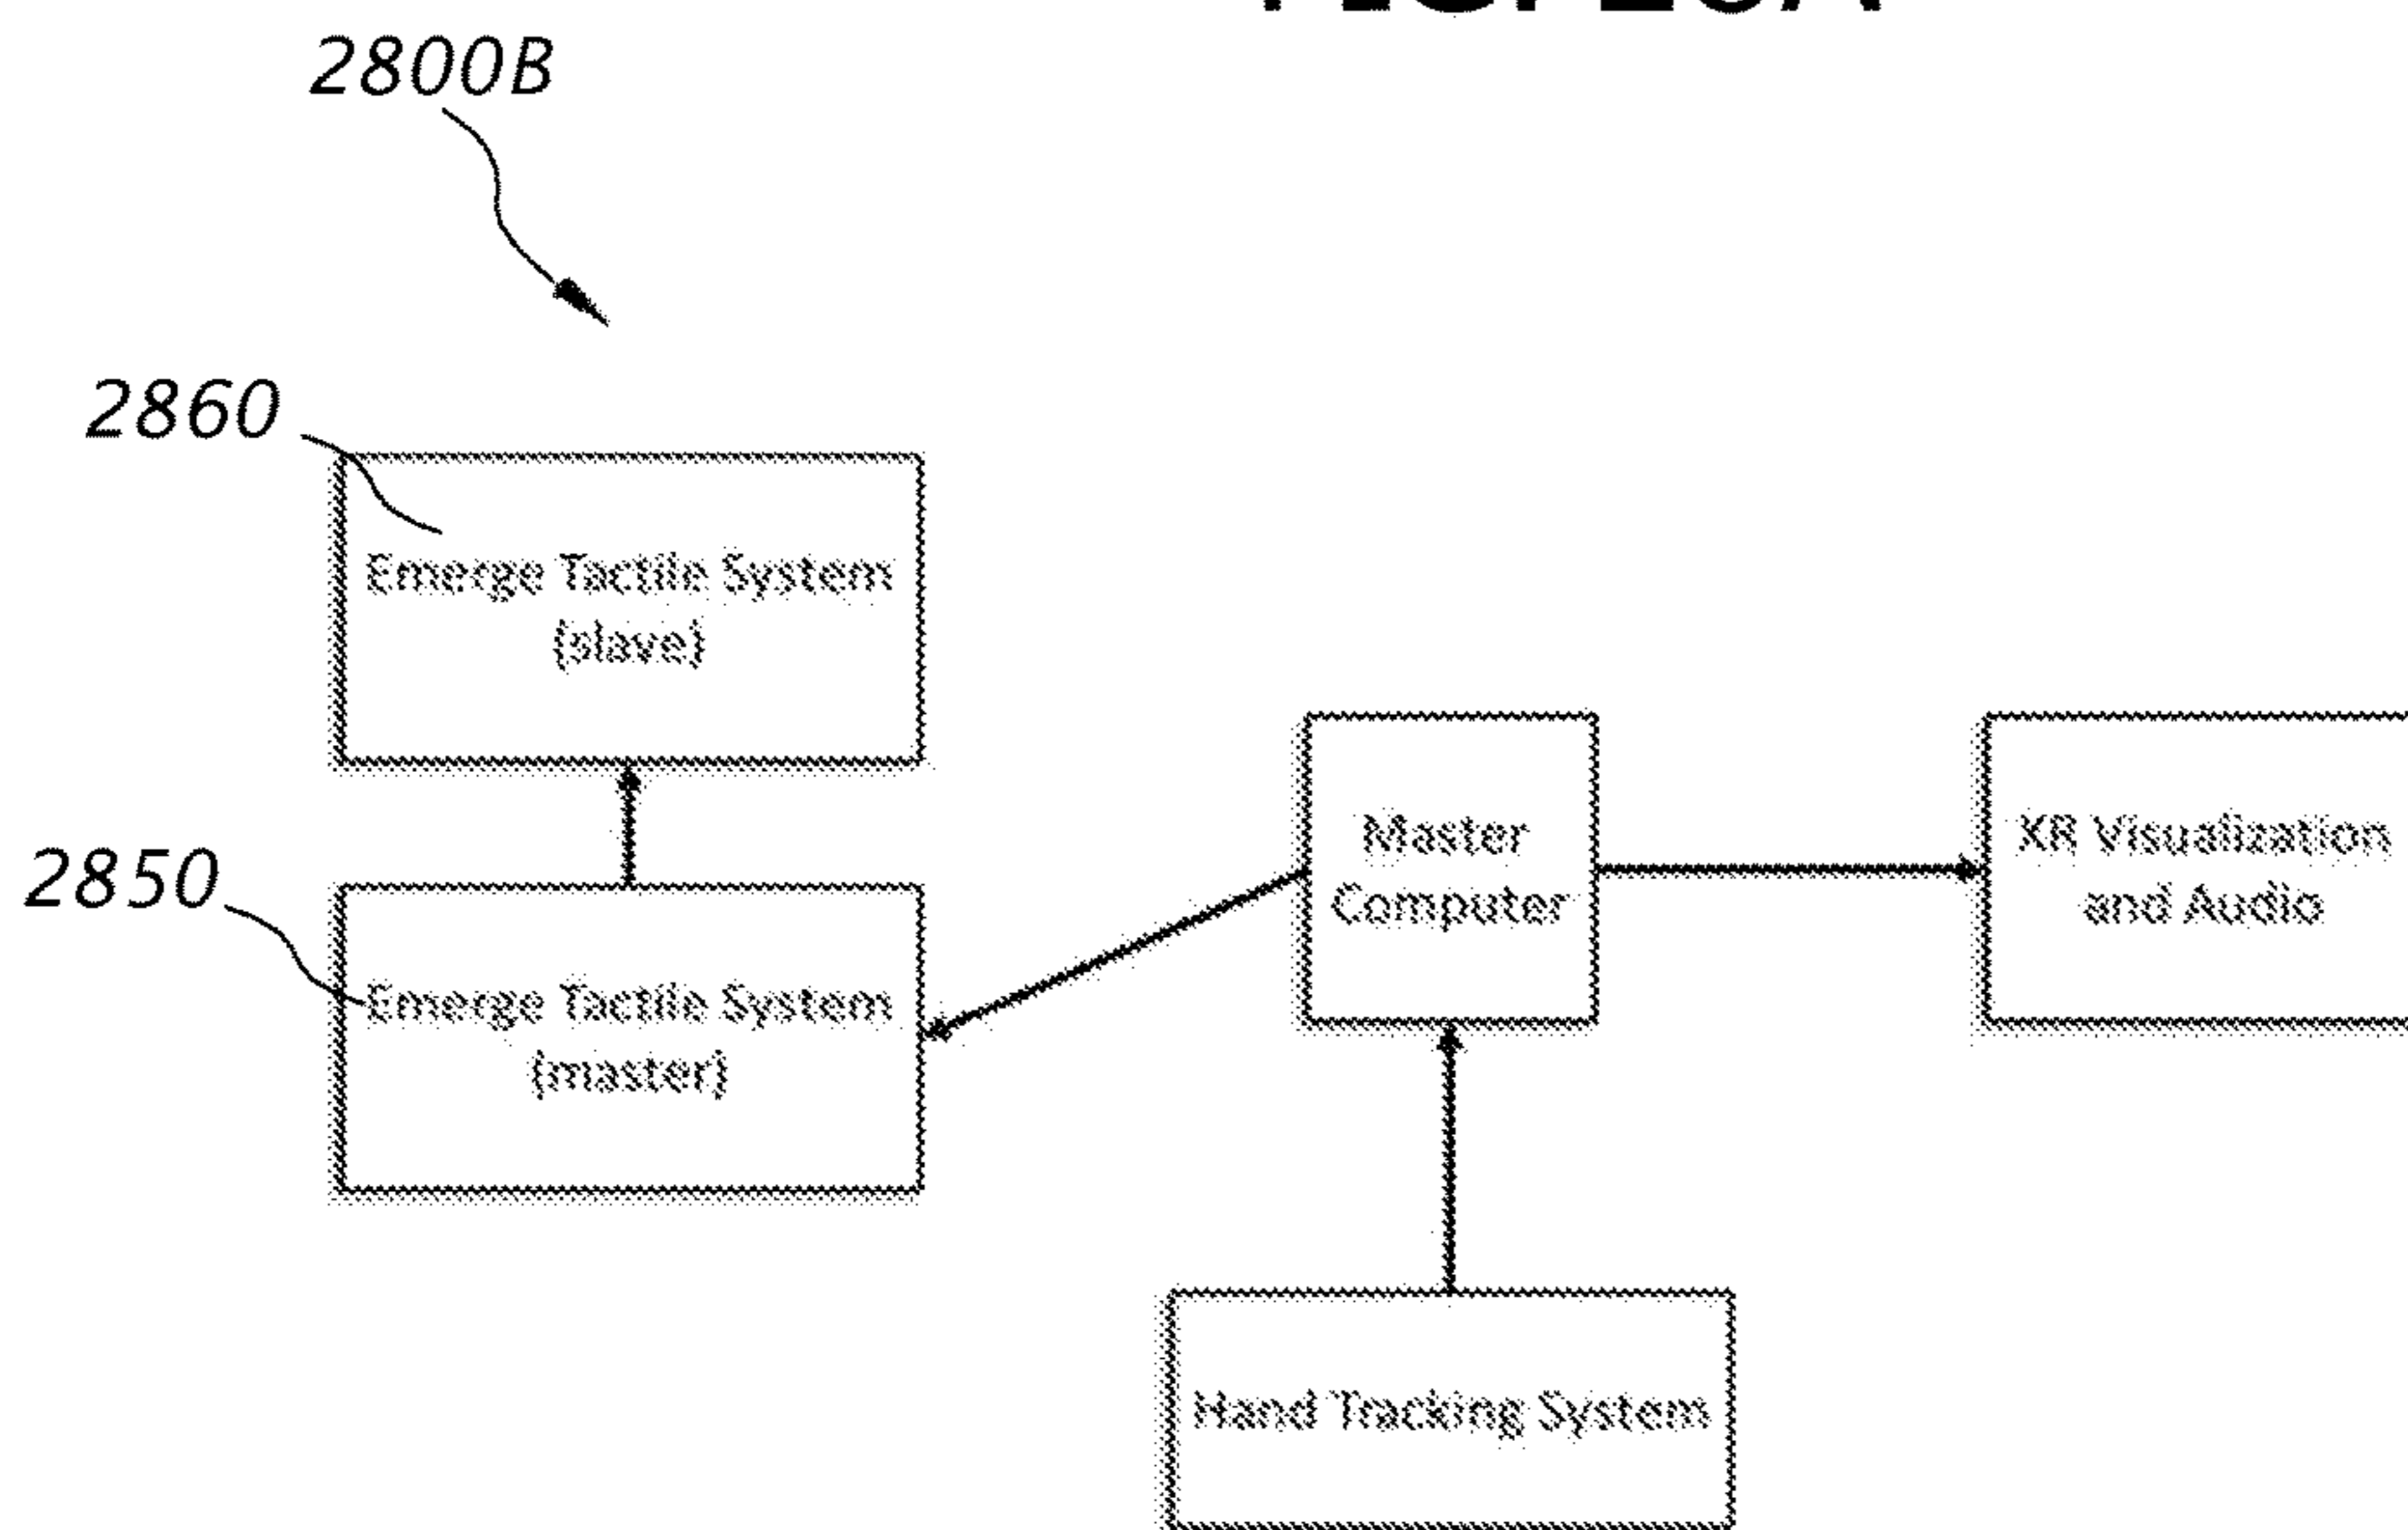 2800B
2860
Emerge Tactile System
(slave)
2850
Emerge Tactile System
(master)
Master
Computer
XR Visualization
and Audio
Hand Tracking System